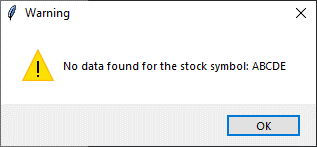 Warning
No data found for the stock symbol: ABCDE
OK